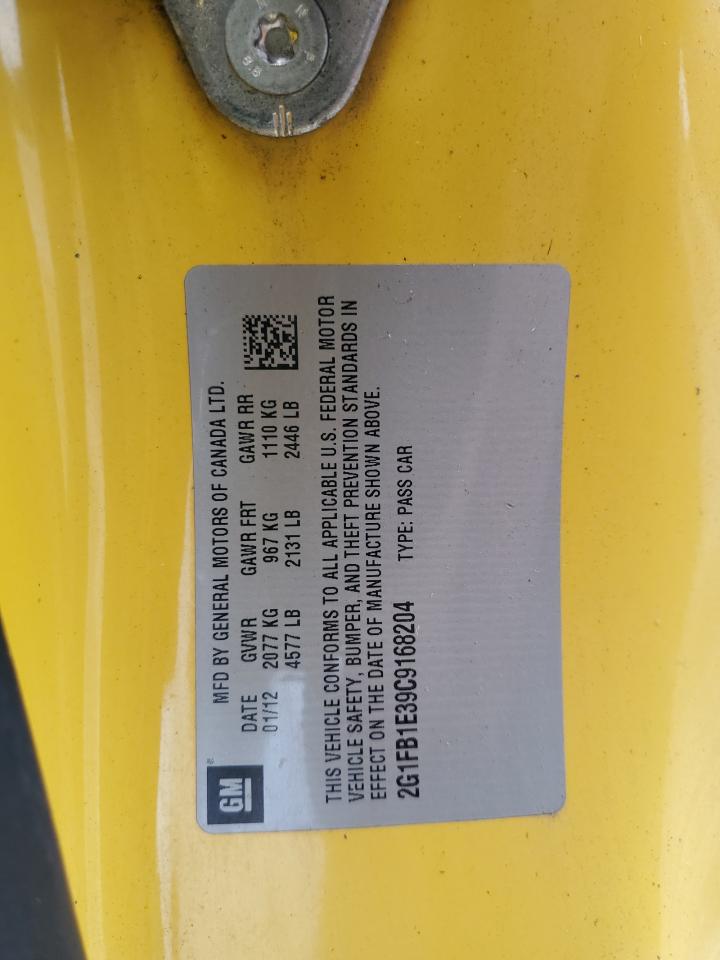 GM
MFD BY GENERAL MOTORS OF CANADA LTD.
DATE GVWR GAWR FRT GAWR RR
01/12 2077 KG 967 KG 1110 KG
4577 LB 2131 LB 2446 LB
THIS VEHICLE CONFORMS TO ALL APPLICABLE U.S. FEDERAL MOTOR
VEHICLE SAFETY, BUMPER, AND THEFT PREVENTION STANDARDS IN
EFFECT ON THE DATE OF MANUFACTURE SHOWN ABOVE.
2G1FB1E39C9168204 TYPE: PASS CAR